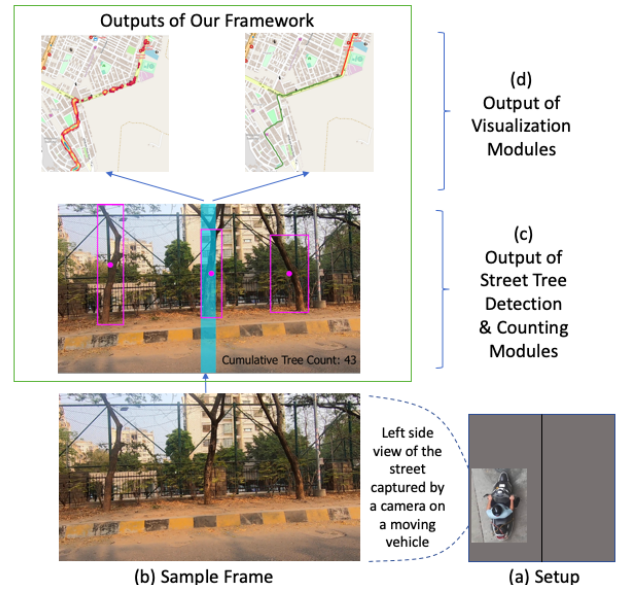 Outputs of Our Framework
(d)
Output of
Visualization
Modules
(c)
Output of
Street Tree
Detection
& Counting
Modules
Cumulative Tree Count: 43
Left side
view of the
street
captured by
a camera on
a moving
vehicle
(b) Sample Frame
(a) Setup